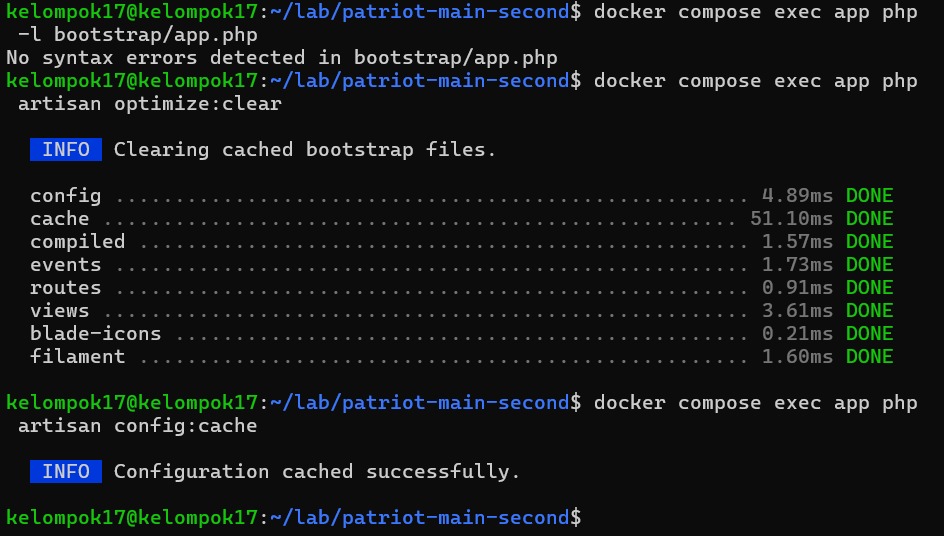 kelompok17@kelompok17:~/lab/patriot-main-second$ docker compose exec app php
 -l bootstrap/app.php
No syntax errors detected in bootstrap/app.php
kelompok17@kelompok17:~/lab/patriot-main-second$ docker compose exec app php
 artisan optimize:clear
INFO Clearing cached bootstrap files.
config ..................................................... 4.89ms DONE
cache ..................................................... 51.10ms DONE
compiled ................................................... 1.57ms DONE
events ..................................................... 1.73ms DONE
routes ..................................................... 0.91ms DONE
views ...................................................... 3.61ms DONE
blade-icons ................................................ 0.21ms DONE
filament ................................................... 1.60ms DONE
kelompok17@kelompok17:~/lab/patriot-main-second$ docker compose exec app php
 artisan config:cache
INFO Configuration cached successfully.
kelompok17@kelompok17:~/lab/patriot-main-second$